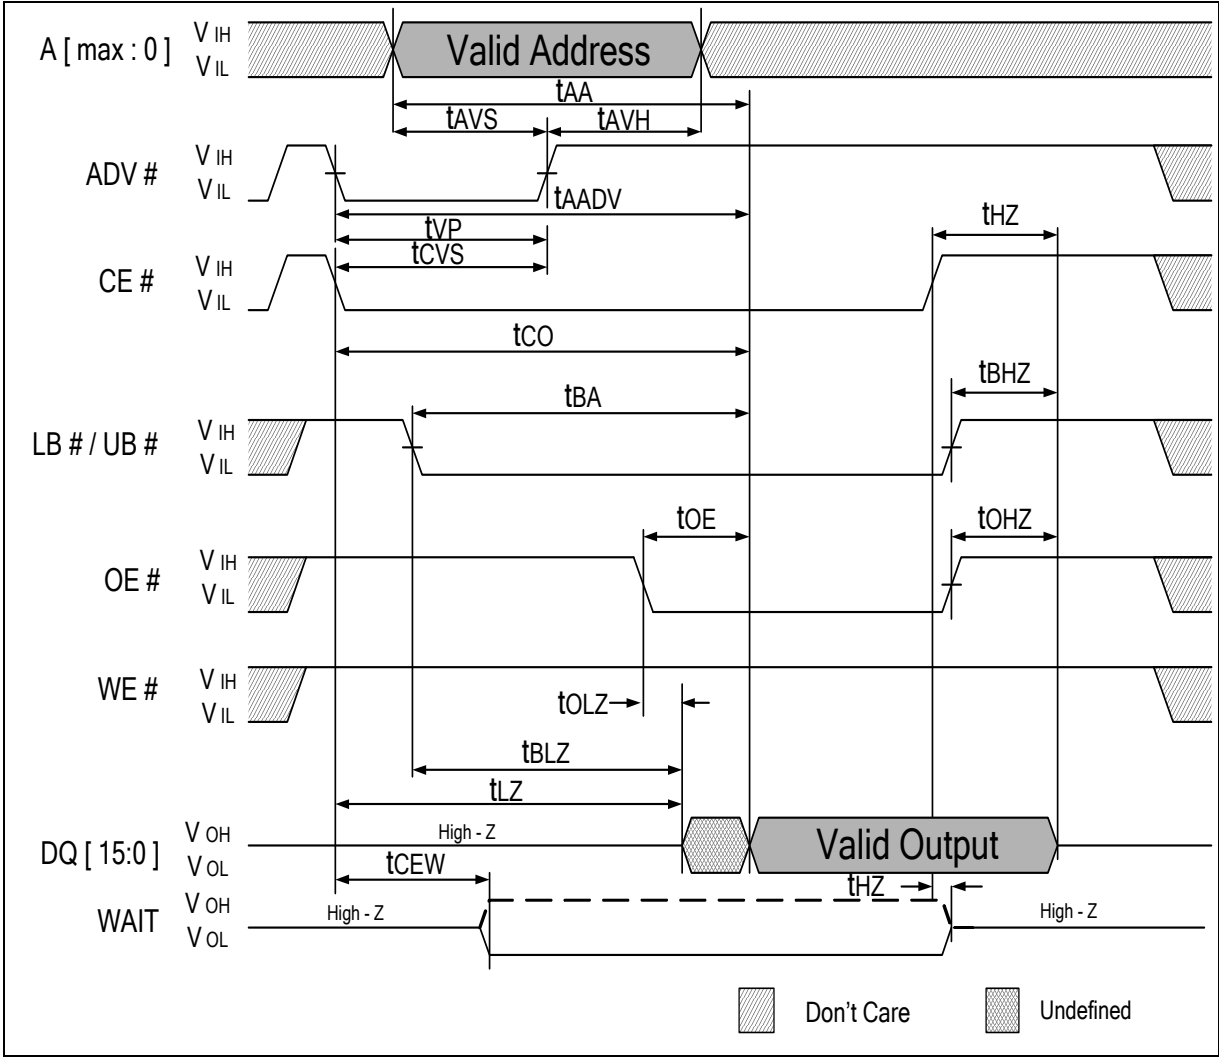 A [ max : 0 ]
V IH
V IL
Valid Address
tAA
tAVS
tAVH
ADV #
V IH
V IL
tAADV
tVP
tCVS
tHZ
CE #
V IH
V IL
tCO
tBHZ
tBA
LB # / UB #
V IH
V IL
tOE
tOHZ
OE #
V IH
V IL
WE #
V IH
V IL
tOLZ
tBLZ
tLZ
DQ [ 15:0 ]
V OH
V OL
High - Z
Valid Output
tCEW
tHZ
WAIT
V OH
V OL
High - Z
High - Z
Don't Care
Undefined